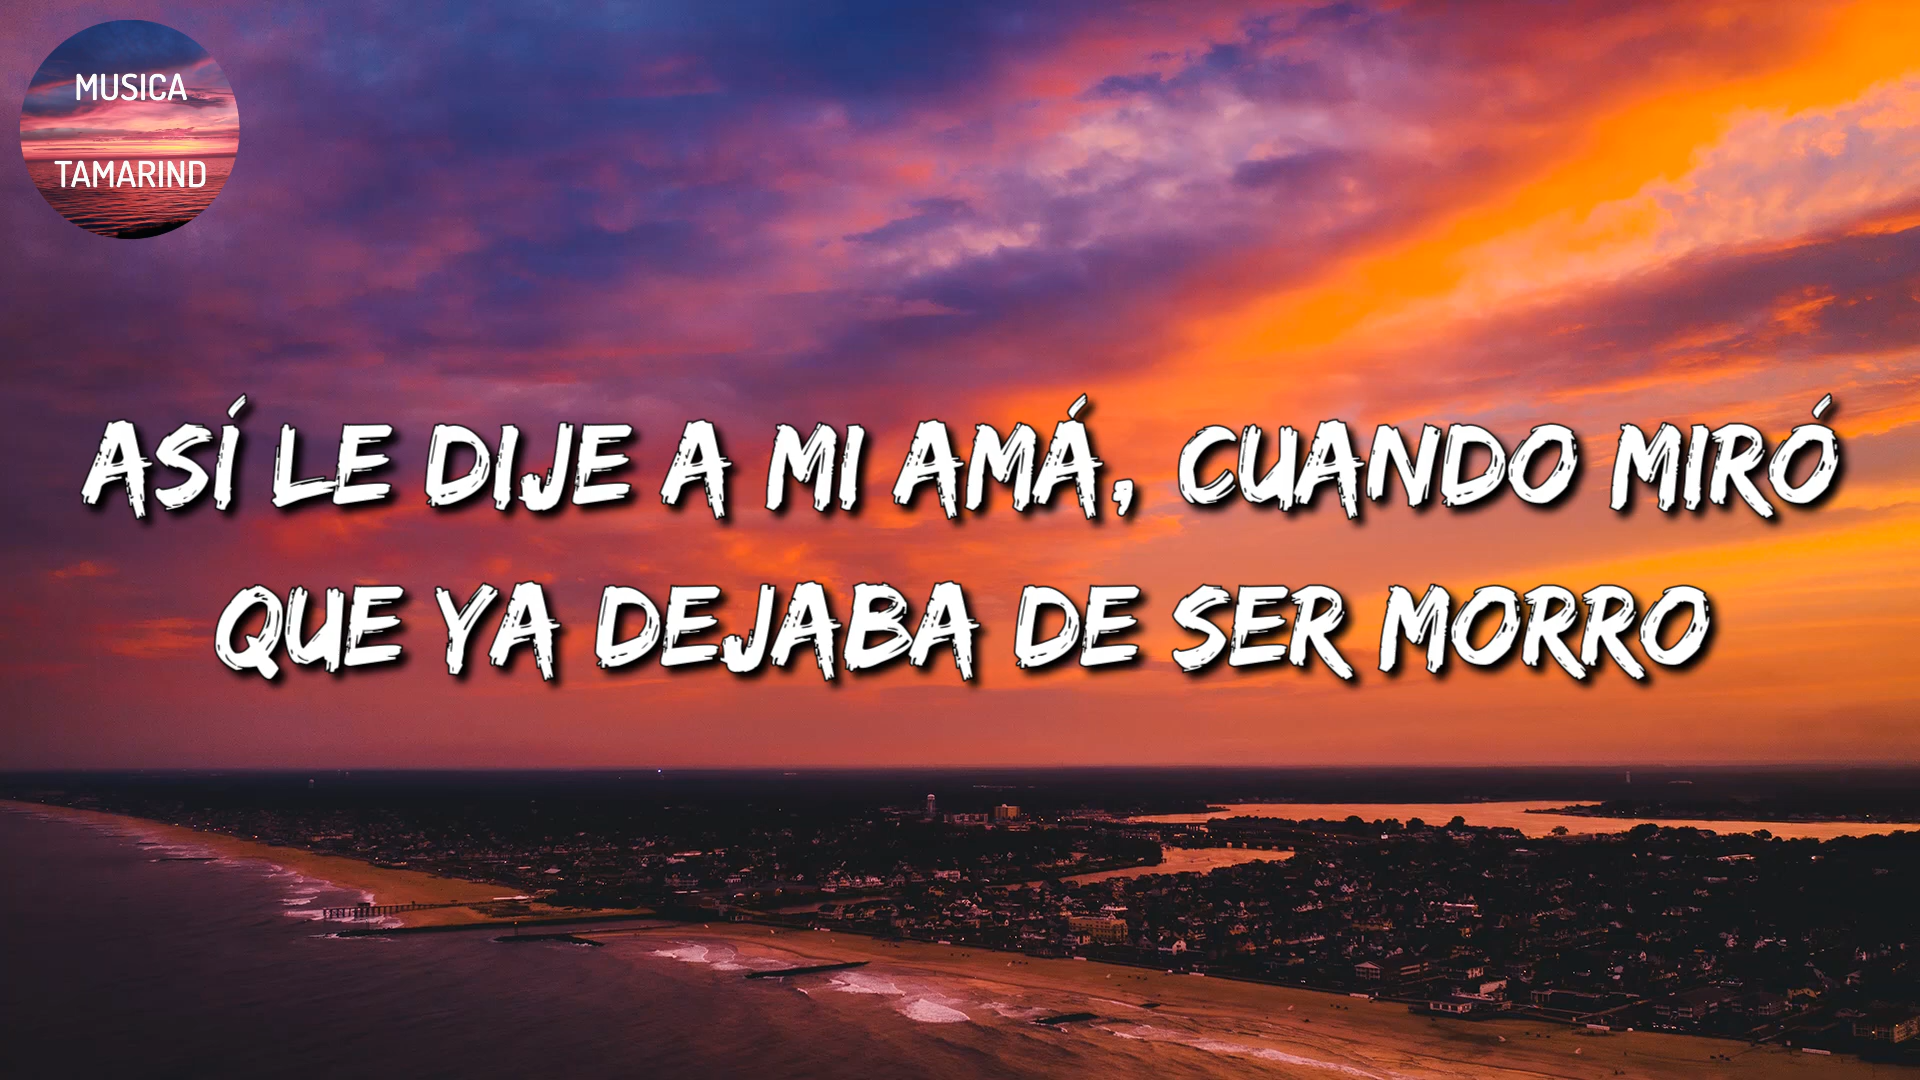 MUSICA
TAMARIND
ASÍ LE DIJE A MI AMÁ, CUANDO MIRÓ
QUE YA DEJABA DE SER MORRO